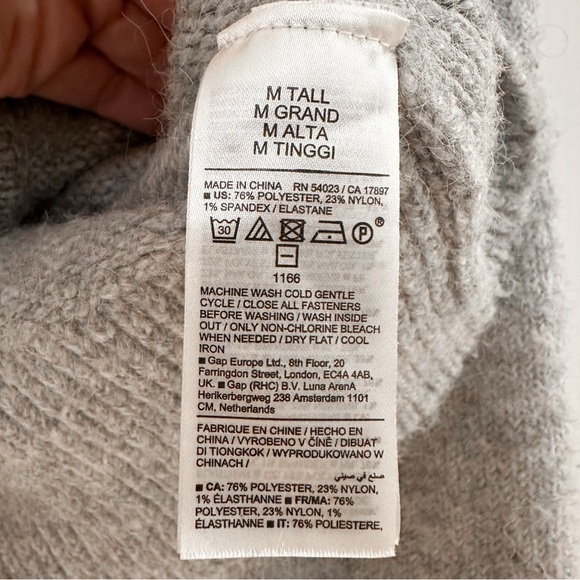 M TALL
M GRAND
M ALTA
M TINGGI
MADE IN CHINA RN 54023 / CA 17897
■ US: 76% POLYESTER, 23% NYLON,
1% SPANDEX / ELASTANE
30 P ®
1166
MACHINE WASH COLD GENTLE
CYCLE / CLOSE ALL FASTENERS
BEFORE WASHING / WASH INSIDE
OUT / ONLY NON-CHLORINE BLEACH
WHEN NEEDED / DRY FLAT / COOL
IRON
■ Gap Europe Ltd., 8th Floor, 20
Farringdon Street, London, EC4A 4AB,
UK. ■ Gap (RHC) B.V. Luna ArenA
Herikerbergweg 238 Amsterdam 1101
CM, Netherlands
FABRIQUE EN CHINE / HECHO EN
CHINA / VYROBENO V ČÍNĚ / DIBUAT
DI TIONGKOK / WYPRODUKOWANO W
CHINACH /
صنع في صيني
■ CA: 76% POLYESTER, 23% NYLON,
1% ÉLASTHANNE ■ FR/MA: 76%
POLYESTER, 23% NYLON, 1%
ÉLASTHANNE ■ IT: 76% POLIESTERE,